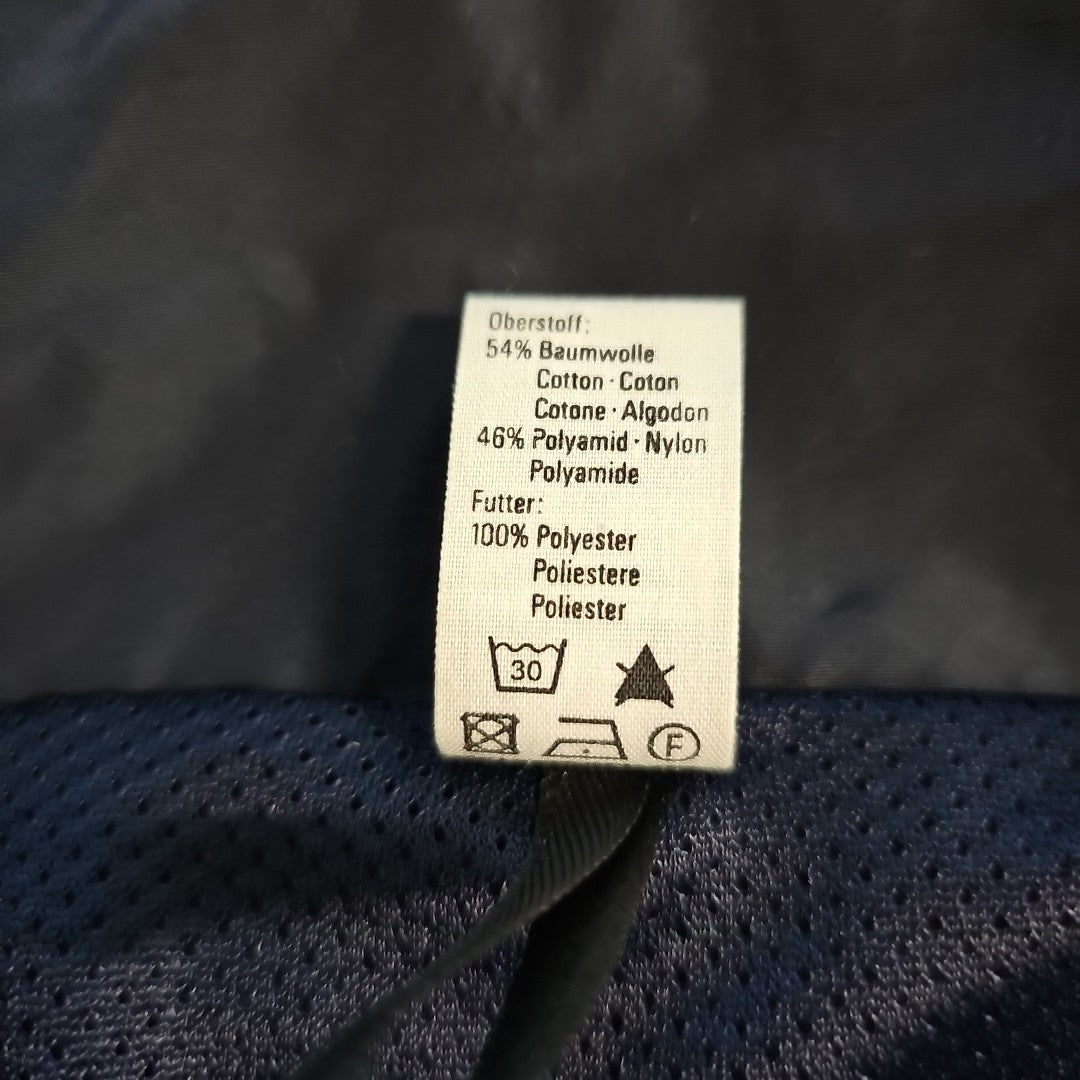 Oberstoff:
54% Baumwolle
Cotton · Coton
Cotone · Algodon
46% Polyamid · Nylon
Polyamide
Futter:
100% Polyester
Poliestere
Poliester
30
F